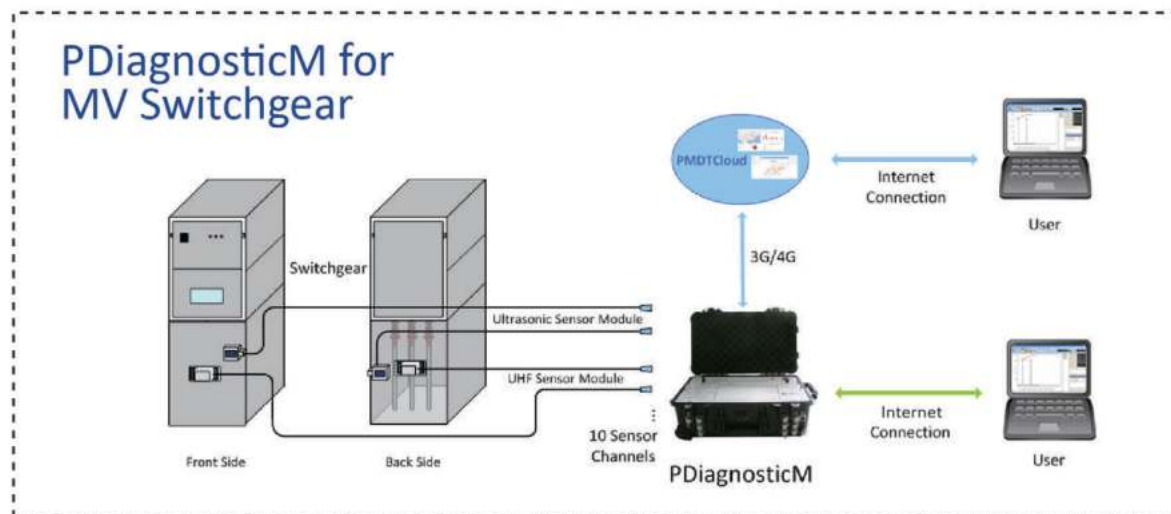 PDiagnosticM for
MV Switchgear
PMDTCloud
Internet
Connection
User
3G/4G
Switchgear
Ultrasonic Sensor Module
UHF Sensor Module
10 Sensor
Channels
Internet
Connection
Front Side
Back Side
PDiagnosticM
User